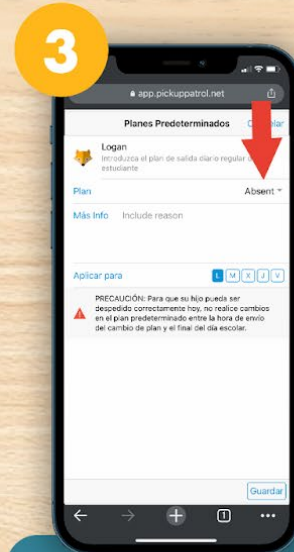 3
app.pickuppatrol.net
Planes Predeterminados
Logan
Introduzca el plan de salida diario regular
estudiante
Plan
Absent
Más Info
Include reason
Aplicar para
L M X J V
PRECAUCIÓN: Para que su hijo pueda ser
despedido correctamente hoy, no realice cambios
en el plan predeterminado entre la hora de envío
del cambio de plan y el final del día escolar.
Guardar
1